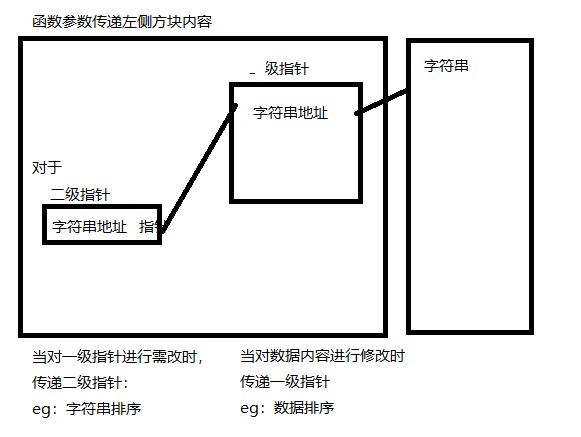 函数参数传递左侧方块内容
_ 级指针
字符串
字符串地址
对于
二级指针
字符串地址 指
当对一级指针进行需改时，
传递二级指针：
eg：字符串排序
当对数据内容进行修改时
传递一级指针
eg：数据排序